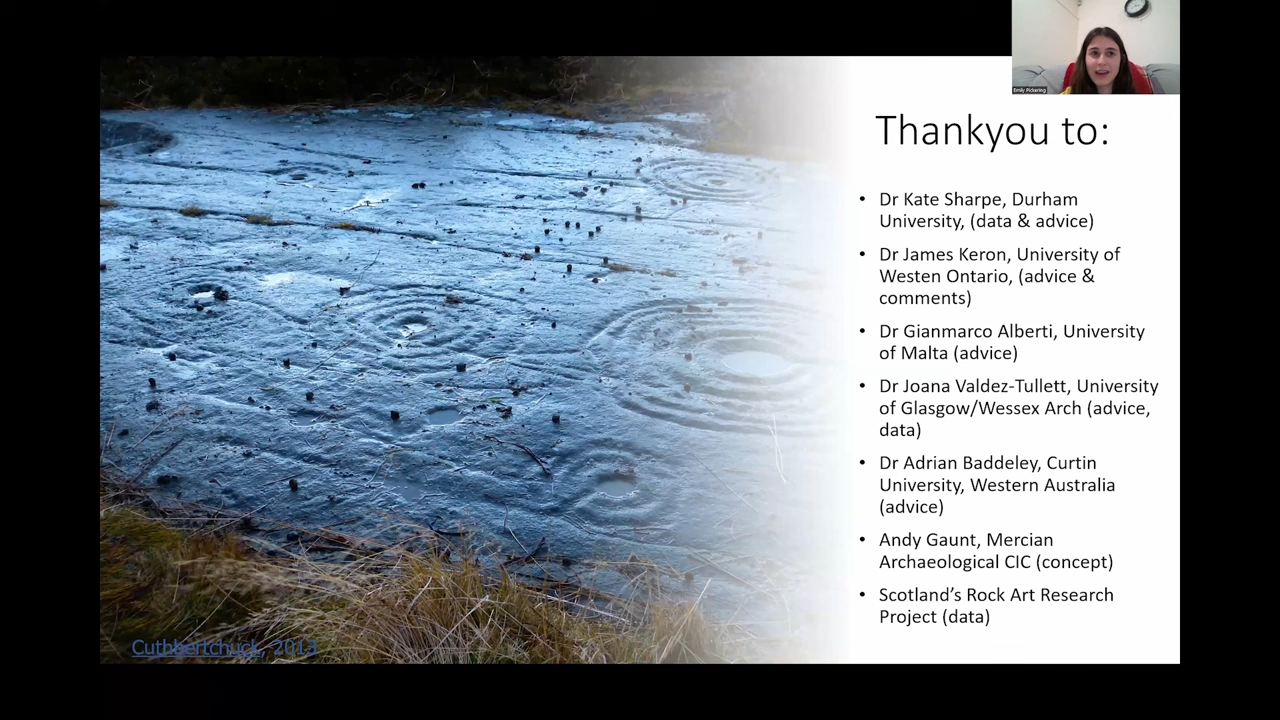 Emily Pickering
Thankyou to:
• Dr Kate Sharpe, Durham
University, (data & advice)
• Dr James Keron, University of
Westen Ontario, (advice &
comments)
• Dr Gianmarco Alberti, University
of Malta (advice)
• Dr Joana Valdez-Tullett, University
of Glasgow/Wessex Arch (advice,
data)
• Dr Adrian Baddeley, Curtin
University, Western Australia
(advice)
• Andy Gaunt, Mercian
Archaeological CIC (concept)
• Scotland’s Rock Art Research
Project (data)
Cuthbertchuck, 2013